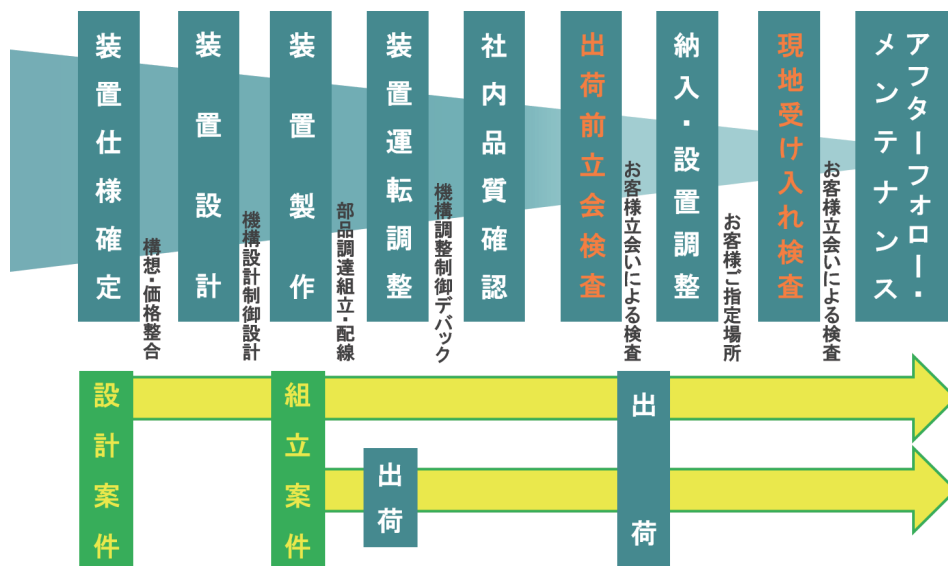 装置仕様確定
構想・価格整合
装置設計
機構設計制御設計
装置製作
部品調達組立・配線
装置運転調整
機構調整制御デバック
社内品質確認
出荷前立会検査
お客様立会いによる検査
納入・設置調整
お客様ご指定場所
現地受け入れ検査
お客様立会いによる検査
アフターフォロー・
メンテナンス
設計案件
組立案件
出荷
出荷